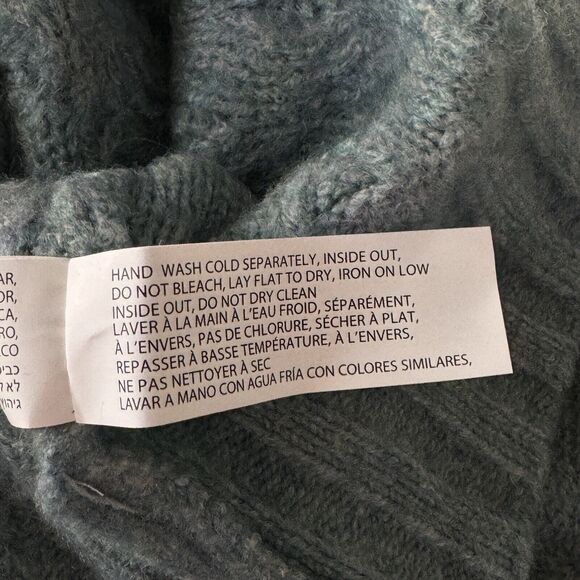 HAND WASH COLD SEPARATELY, INSIDE OUT,
DO NOT BLEACH, LAY FLAT TO DRY, IRON ON LOW
INSIDE OUT, DO NOT DRY CLEAN
LAVER À LA MAIN À L'EAU FROID, SÉPARÉMENT,
À L'ENVERS, PAS DE CHLORURE, SÉCHER À PLAT,
REPASSER À BASSE TEMPÉRATURE, À L'ENVERS,
NE PAS NETTOYER À SEC
LAVAR A MANO CON AGUA FRÍA CON COLORES SIMILARES,